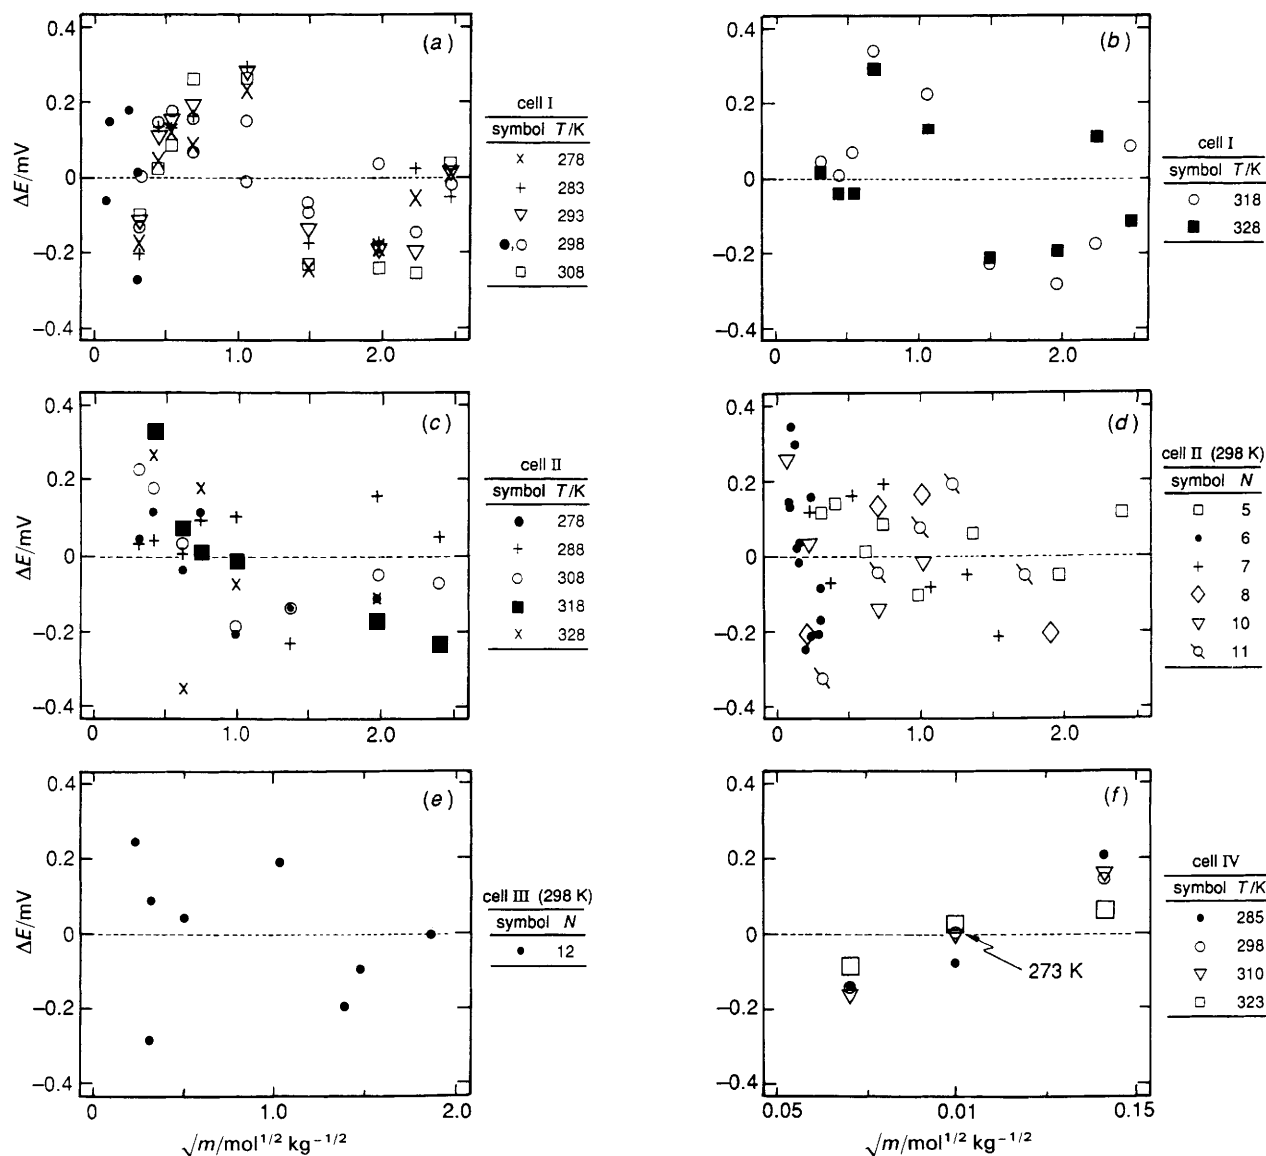 0.4
(a)
0.2
0
−0.2
−0.4
ΔE/mV
0 1.0 2.0
cell I
symbol T/K
× 278
+ 283
▽ 293
●,○ 298
□ 308
0.4
(b)
0.2
0
−0.2
−0.4
0 1.0 2.0
cell I
symbol T/K
○ 318
■ 328
0.4
(c)
0.2
0
−0.2
−0.4
ΔE/mV
0 1.0 2.0
cell II
symbol T/K
● 278
+ 288
○ 308
■ 318
× 328
0.4
(d)
0.2
0
−0.2
−0.4
0 1.0 2.0
cell II (298 K)
symbol N
□ 5
● 6
+ 7
◇ 8
▽ 10
○ 11
0.4
(e)
0.2
0
−0.2
−0.4
ΔE/mV
0 1.0 2.0
√m/mol1/2 kg−1/2
cell III (298 K)
symbol N
● 12
0.4
(f)
0.2
0
−0.2
−0.4
273 K
0.05 0.01 0.15
√m/mol1/2 kg−1/2
cell IV
symbol T/K
● 285
○ 298
▽ 310
□ 323